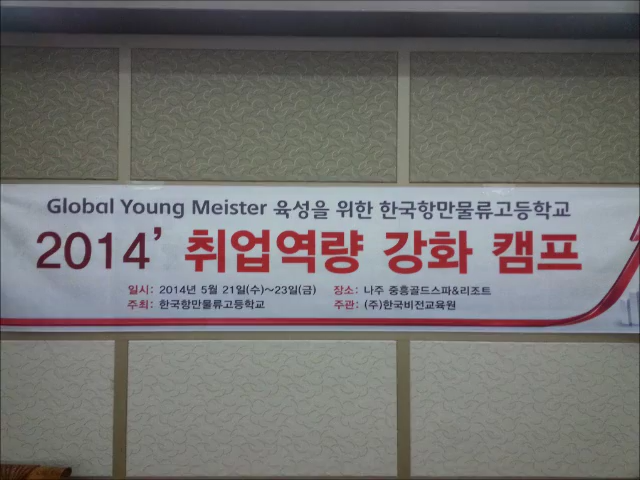 Global Young Meister 육성을 위한 한국항만물류고등학교
2014’ 취업역량 강화 캠프
일시: 2014년 5월 21일(수)~23일(금) 장소: 나주 중흥골드스파&리조트
주최: 한국항만물류고등학교 주관: (주)한국비전교육원